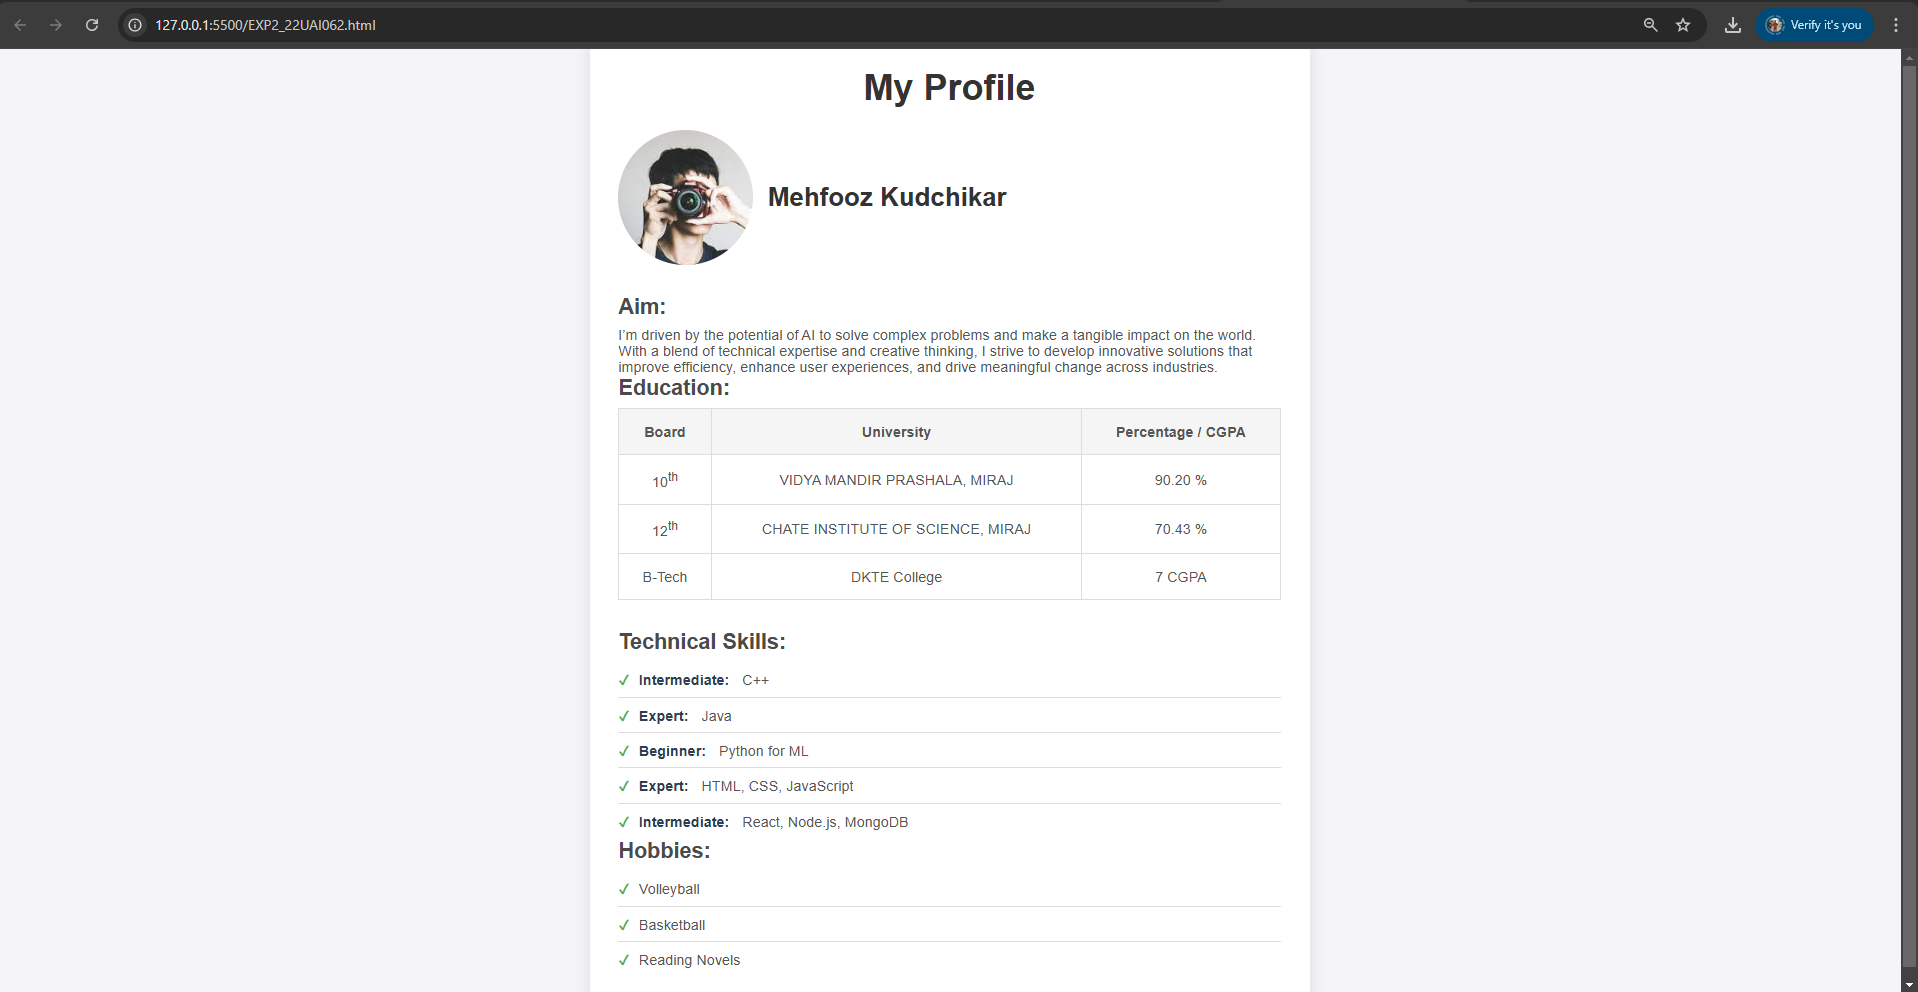 127.0.0.1:5500/EXP2_22UAI062.html
Verify it's you
My Profile
Mehfooz Kudchikar
Aim:
I’m driven by the potential of AI to solve complex problems and make a tangible impact on the world.
With a blend of technical expertise and creative thinking, I strive to develop innovative solutions that
improve efficiency, enhance user experiences, and drive meaningful change across industries.
Education:
Board University Percentage / CGPA
10th VIDYA MANDIR PRASHALA, MIRAJ 90.20 %
12th CHATE INSTITUTE OF SCIENCE, MIRAJ 70.43 %
B-Tech DKTE College 7 CGPA
Technical Skills:
✓ Intermediate: C++
✓ Expert: Java
✓ Beginner: Python for ML
✓ Expert: HTML, CSS, JavaScript
✓ Intermediate: React, Node.js, MongoDB
Hobbies:
✓ Volleyball
✓ Basketball
✓ Reading Novels